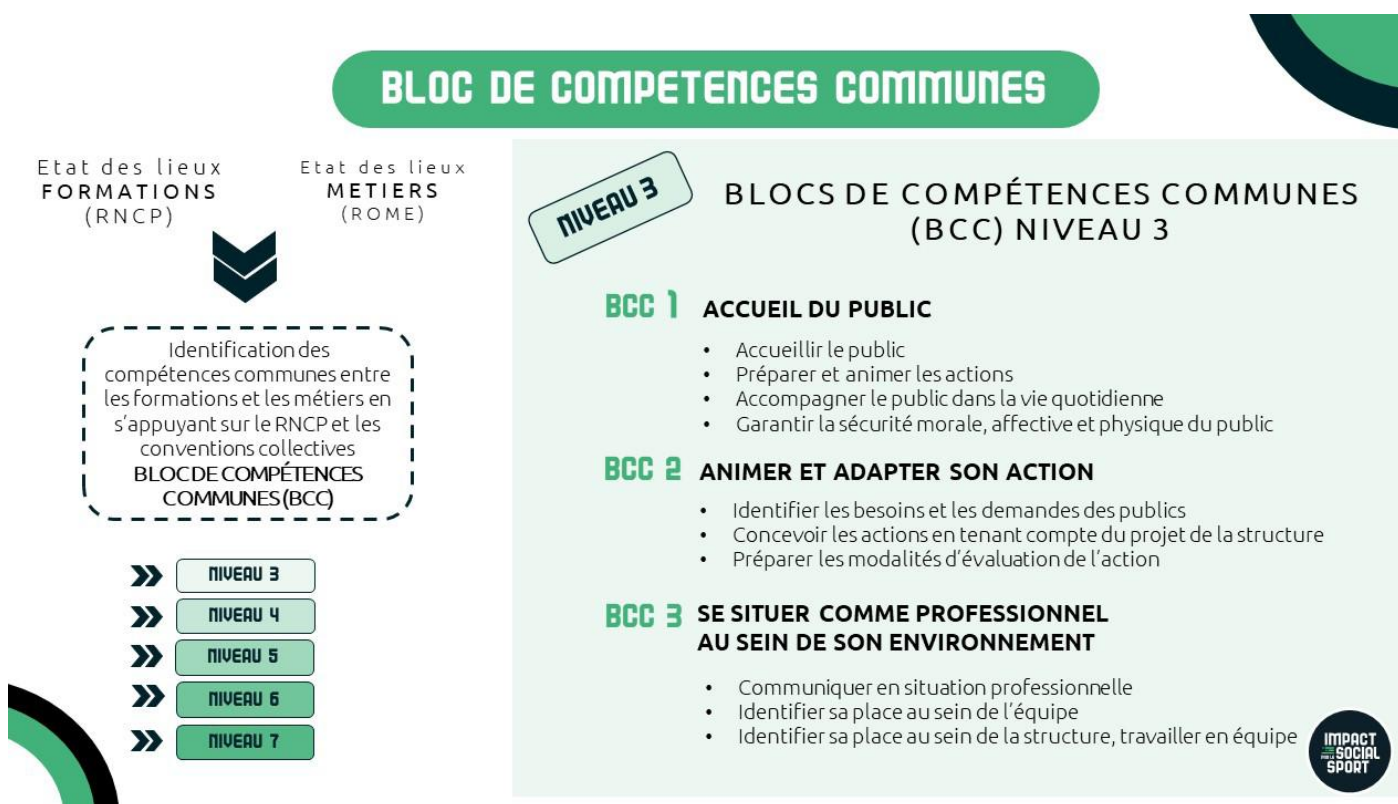 BLOC DE COMPETENCES COMMUNES
Etat des lieux
FORMATIONS
(RNCP)
Etat des lieux
METIERS
(ROME)
Identification des
compétences communes entre
les formations et les métiers en
s'appuyant sur le RNCP et les
conventions collectives
BLOC DE COMPÉTENCES
COMMUNES (BCC)
NIVEAU 3
NIVEAU 4
NIVEAU 5
NIVEAU 6
NIVEAU 7
NIVEAU 3
BLOCS DE COMPÉTENCES COMMUNES
(BCC) NIVEAU 3
BCC 1 ACCUEIL DU PUBLIC
• Accueillir le public
• Préparer et animer les actions
• Accompagner le public dans la vie quotidienne
• Garantir la sécurité morale, affective et physique du public
BCC 2 ANIMER ET ADAPTER SON ACTION
• Identifier les besoins et les demandes des publics
• Concevoir les actions en tenant compte du projet de la structure
• Préparer les modalités d'évaluation de l'action
BCC 3 SE SITUER COMME PROFESSIONNEL
AU SEIN DE SON ENVIRONNEMENT
• Communiquer en situation professionnelle
• Identifier sa place au sein de l'équipe
• Identifier sa place au sein de la structure, travailler en équipe
IMPACT
PAR LE SOCIAL
SPORT